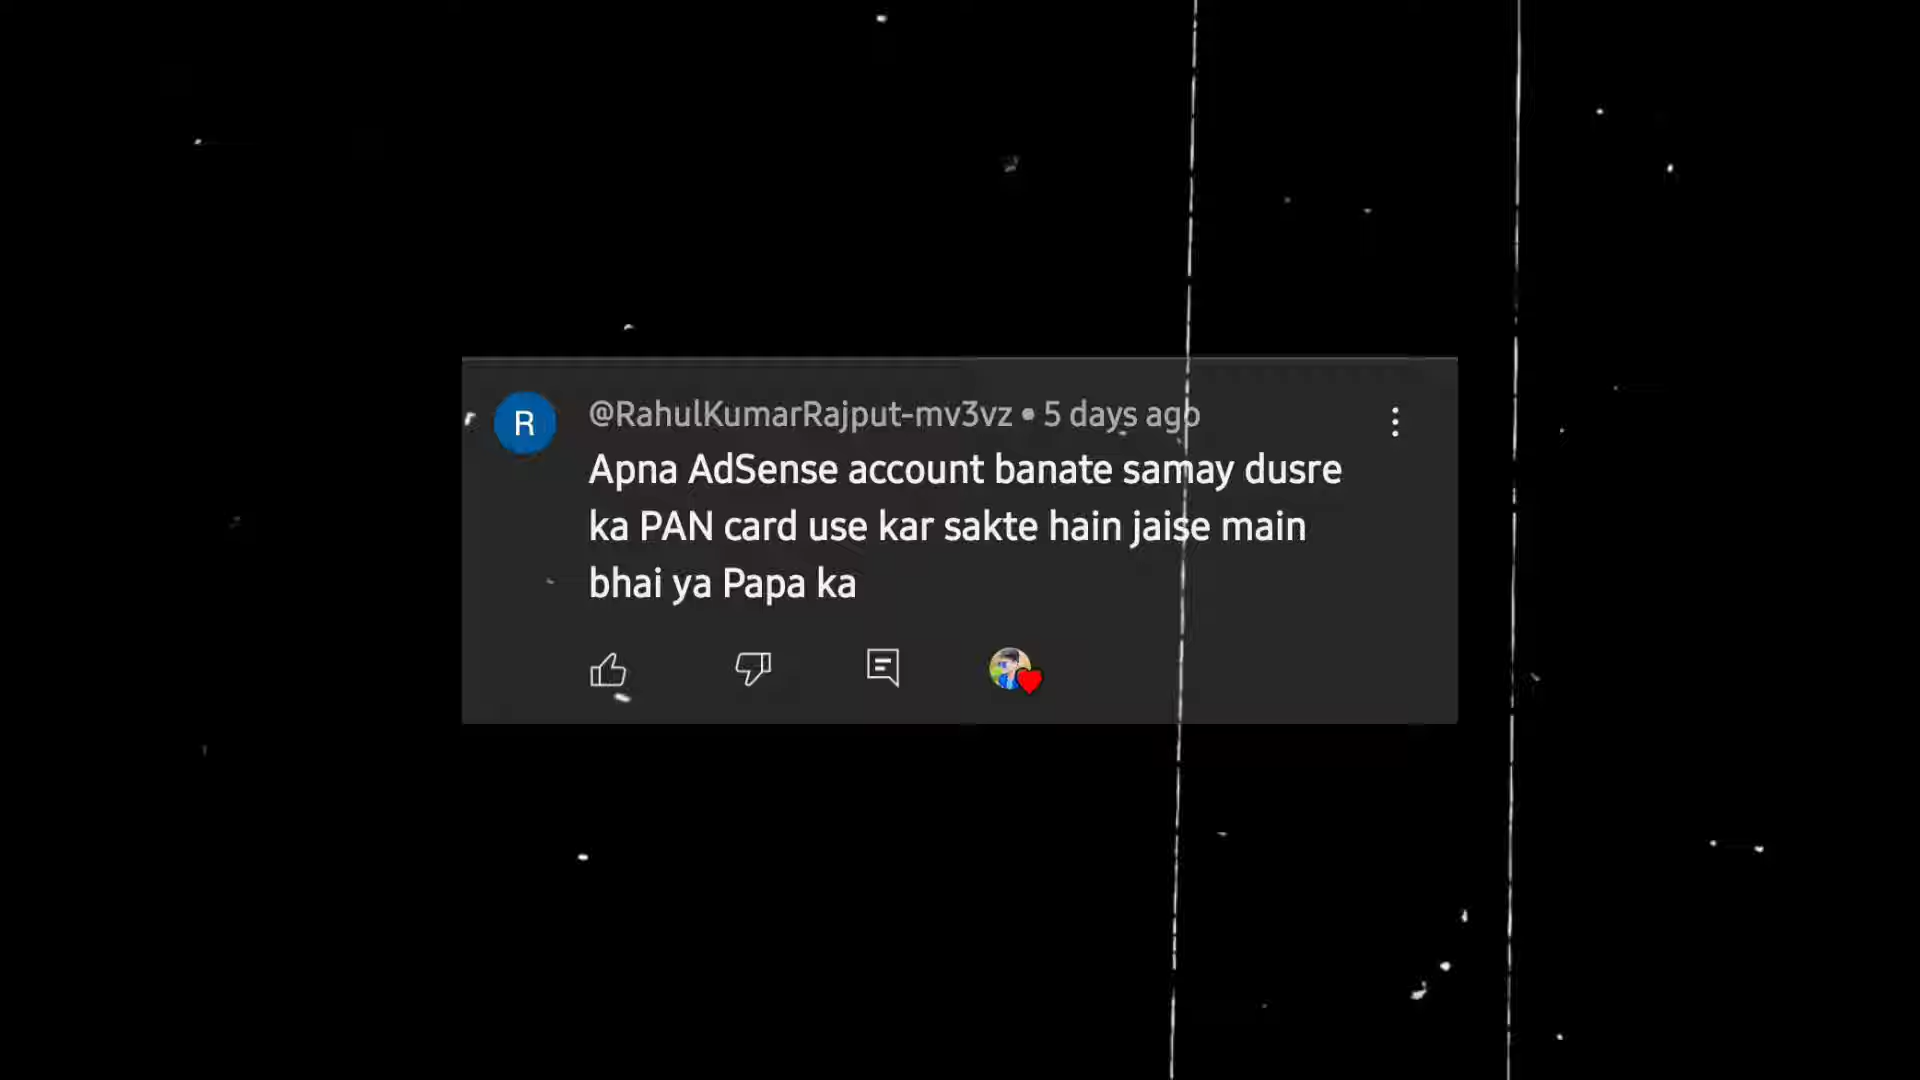 R
@RahulKumarRajput-mv3vz • 5 days ago
Apna AdSense account banate samay dusre
ka PAN card use kar sakte hain jaise main
bhai ya Papa ka